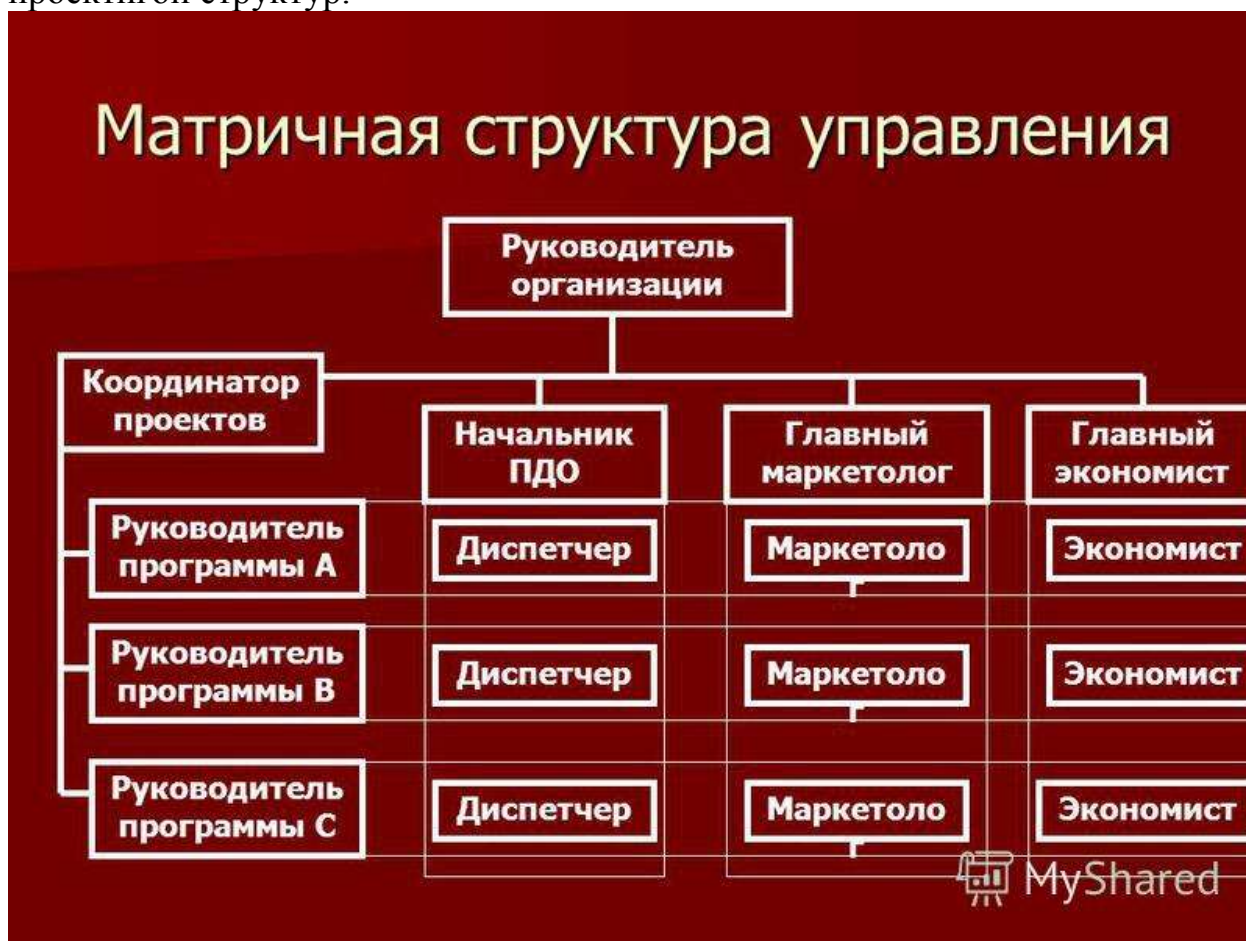 структур.
Матричная структура управления
Руководитель
организации
Координатор
проектов
Начальник
ПДО
Главный
маркетолог
Главный
экономист
Руководитель
программы А
Диспетчер
Маркетоло
Экономист
Руководитель
программы В
Диспетчер
Маркетоло
Экономист
Руководитель
программы С
Диспетчер
Маркетоло
Экономист
MyShared